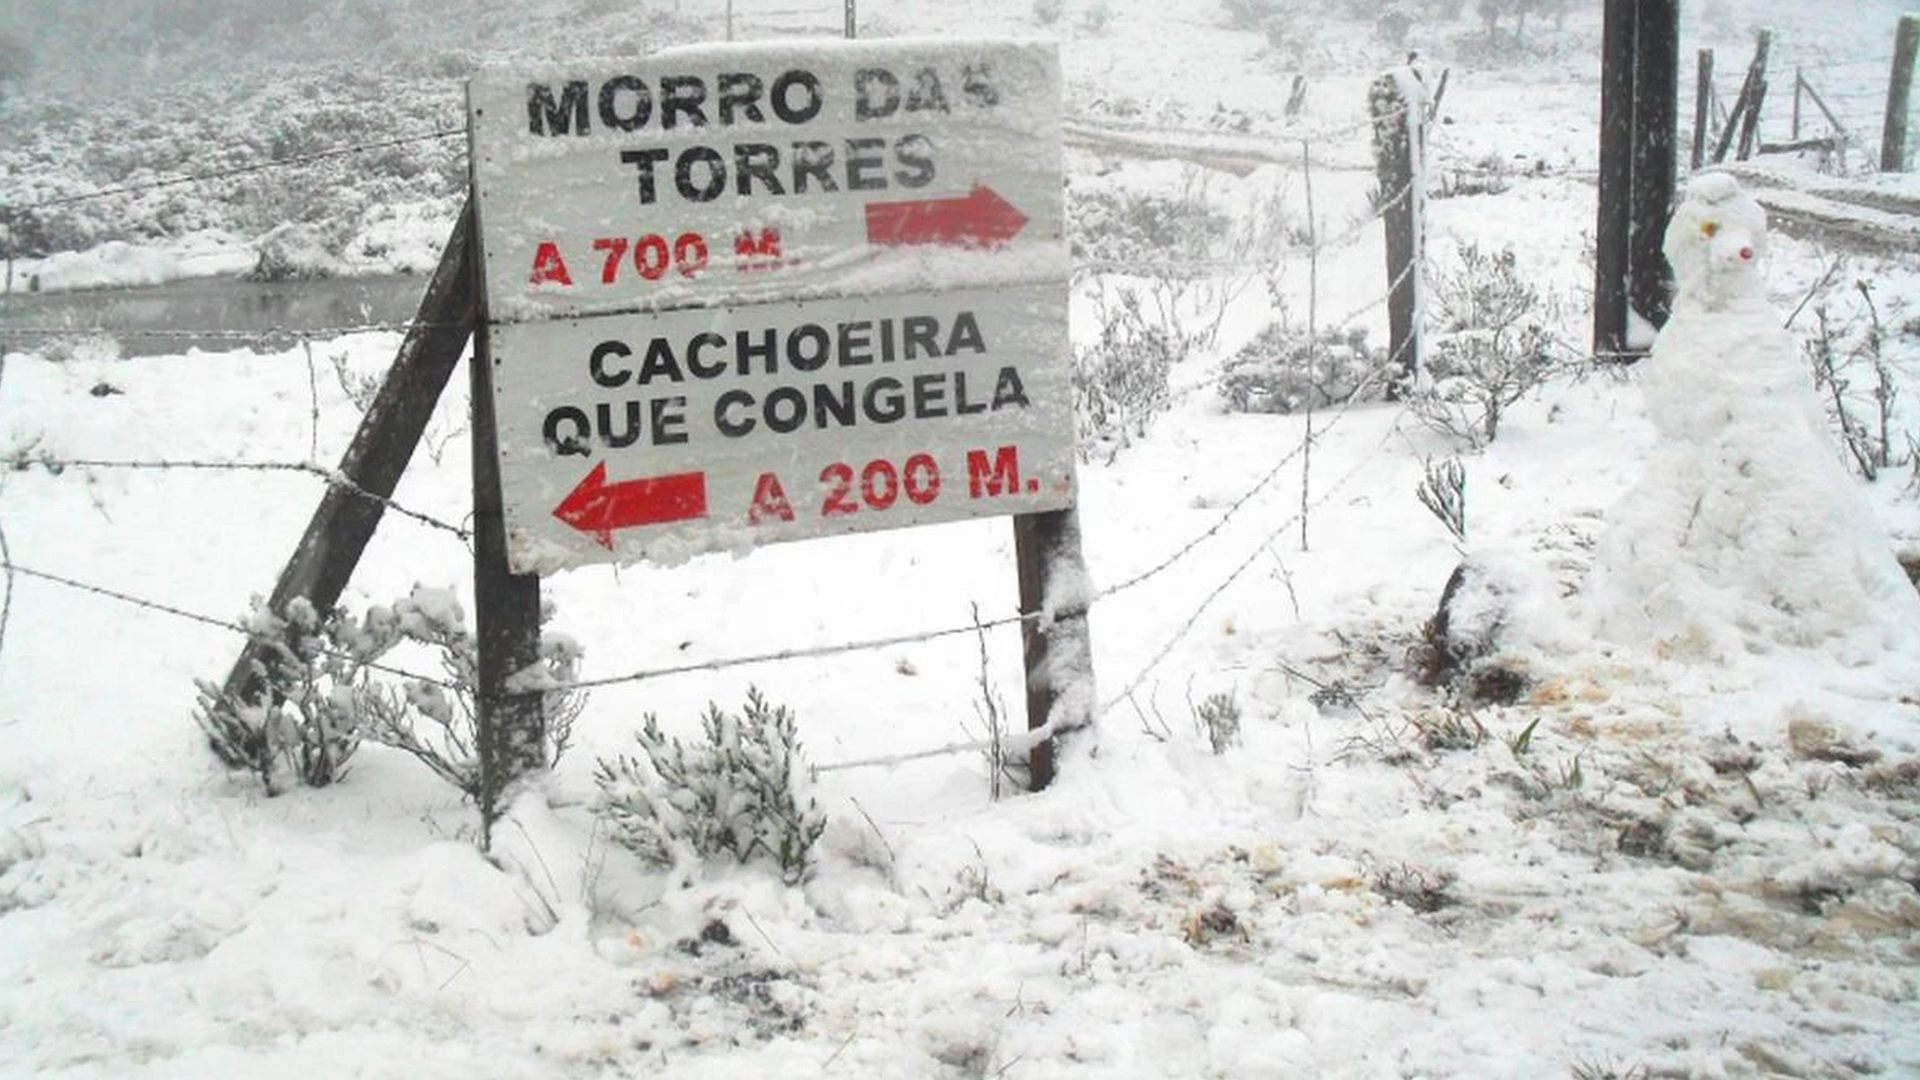 MORRO DAS
TORRES
A 700 M.
CACHOEIRA
QUE CONGELA
A 200 M.